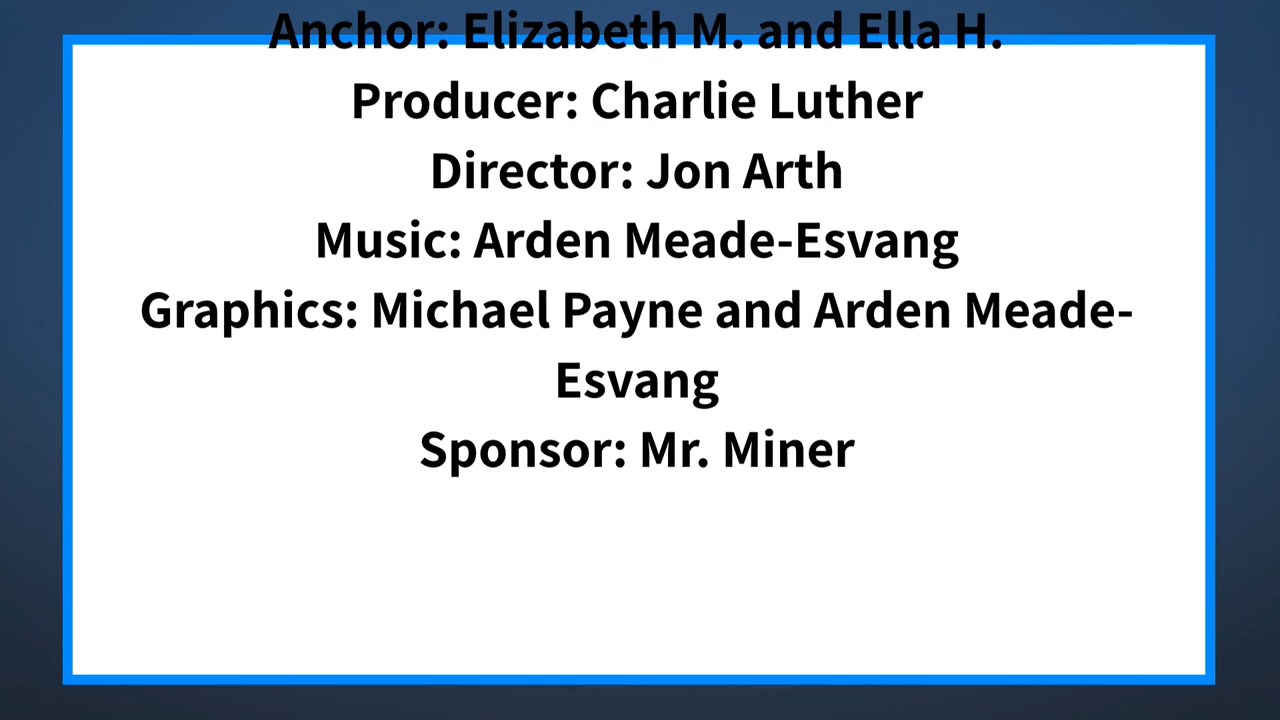 Anchor: Elizabeth M. and Ella H.
Producer: Charlie Luther
Director: Jon Arth
Music: Arden Meade-Esvang
Graphics: Michael Payne and Arden Meade-
Esvang
Sponsor: Mr. Miner